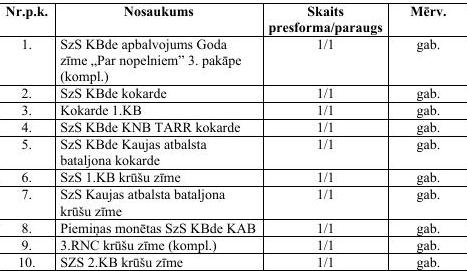 Nr.p.k. Nosaukums Skaits Mērv.
presforma/paraugs
1. SzS KBde apbalvojums Goda 1/1 gab.
zīme „Par nopelniem” 3. pakāpe
(kompl.)
2. SzS KBde kokarde 1/1 gab.
3. Kokarde 1.KB 1/1 gab.
4. SzS KBde KNB TARR kokarde 1/1 gab.
5. SzS KBde Kaujas atbalsta 1/1 gab.
bataljona kokarde
6. SzS 1.KB krūšu zīme 1/1 gab.
7. SzS Kaujas atbalsta bataljona 1/1 gab.
krūšu zīme
8. Piemiņas monētas SzS KBde KAB 1/1 gab.
9. 3.RNC krūšu zīme (kompl.) 1/1 gab.
10. SZS 2.KB krūšu zīme 1/1 gab.